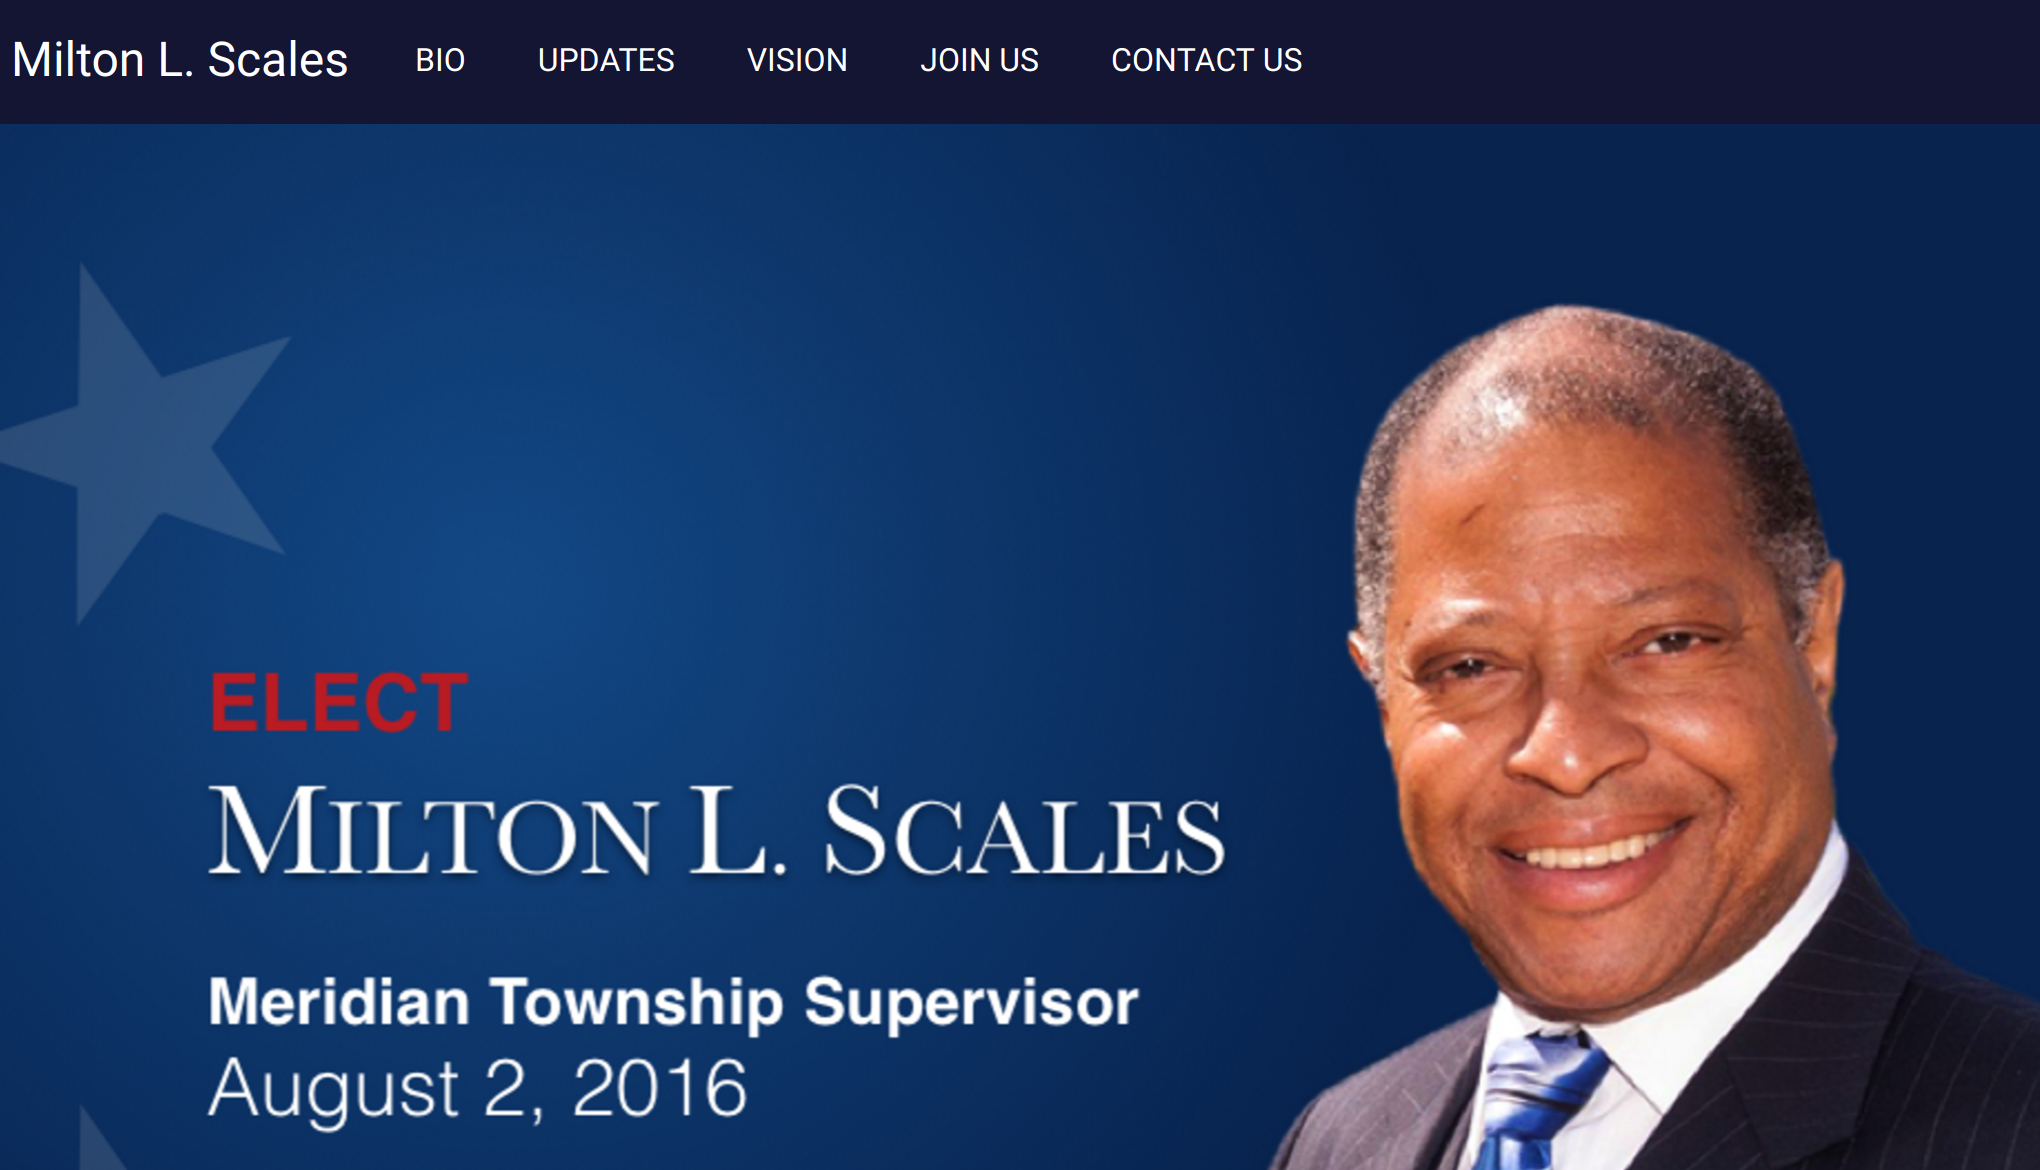 Milton L. Scales BIO UPDATES VISION JOIN US CONTACT US
ELECT
MILTON L. SCALES
Meridian Township Supervisor
August 2, 2016